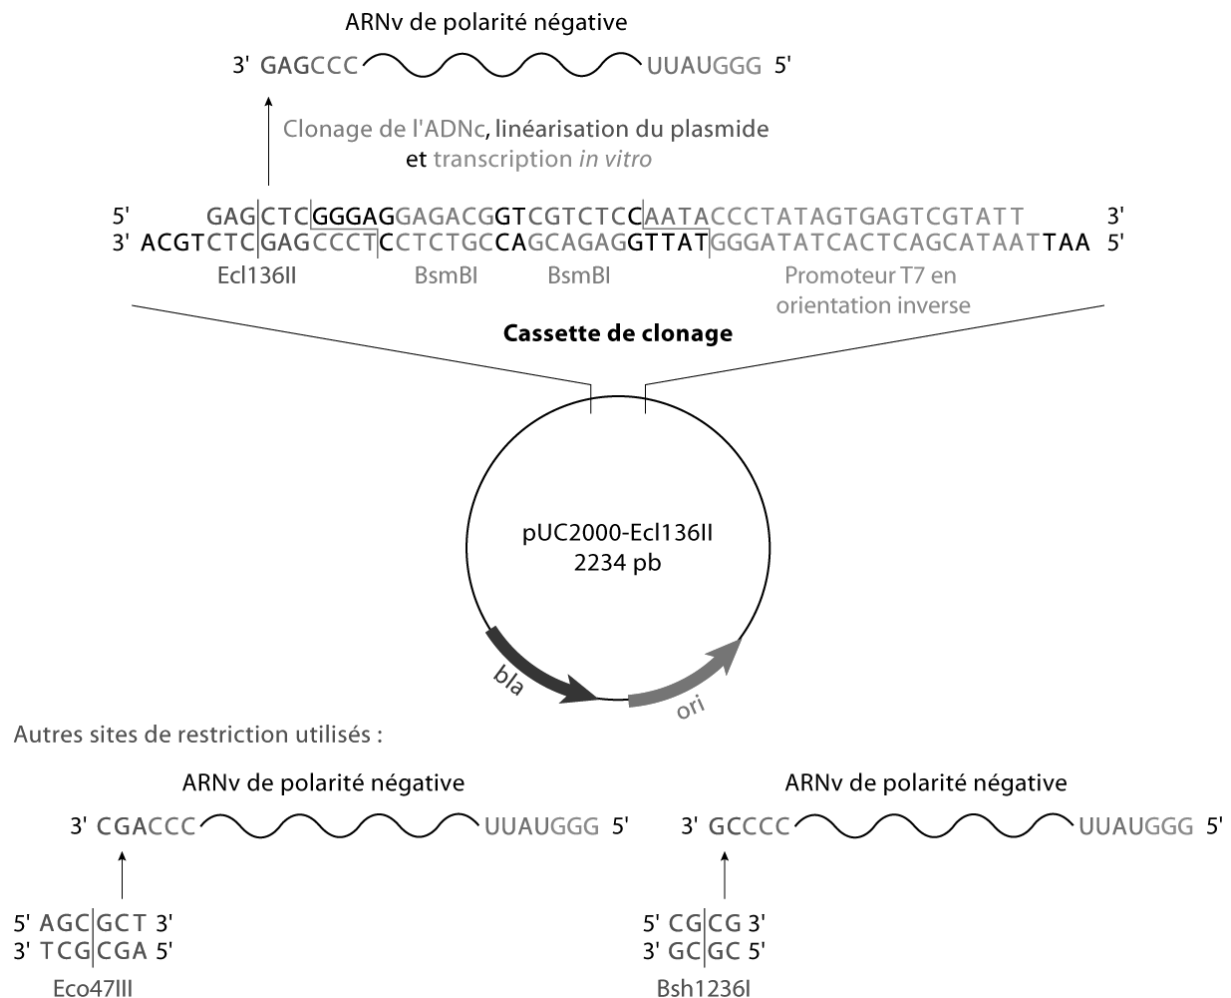 ARNv de polarité négative
3' GAGCCC UUAUGGG 5'
Clonage de l'ADNc, linéarisation du plasmide
et transcription in vitro
5' GAGCTCGGGAGGAGACGGTCGTCTCCAATACCCTATAGTGAGTCGTATT 3'
3' ACGTCTCGAGCCCTCCTCTGCCAGCAGAGGTTATGGGATATCACTCAGCATAATTAA 5'
Ecl136II BsmBI BsmBI Promoteur T7 en
orientation inverse
Cassette de clonage
pUC2000-Ecl136II
2234 pb
bla
ori
Autres sites de restriction utilisés :
ARNv de polarité négative
3' CGACCC UUAUGGG 5'
5' AGCGCT 3'
3' TCGCGA 5'
Eco47III
ARNv de polarité négative
3' GCCCC UUAUGGG 5'
5' CGCG 3'
3' GCGC 5'
Bsh1236I